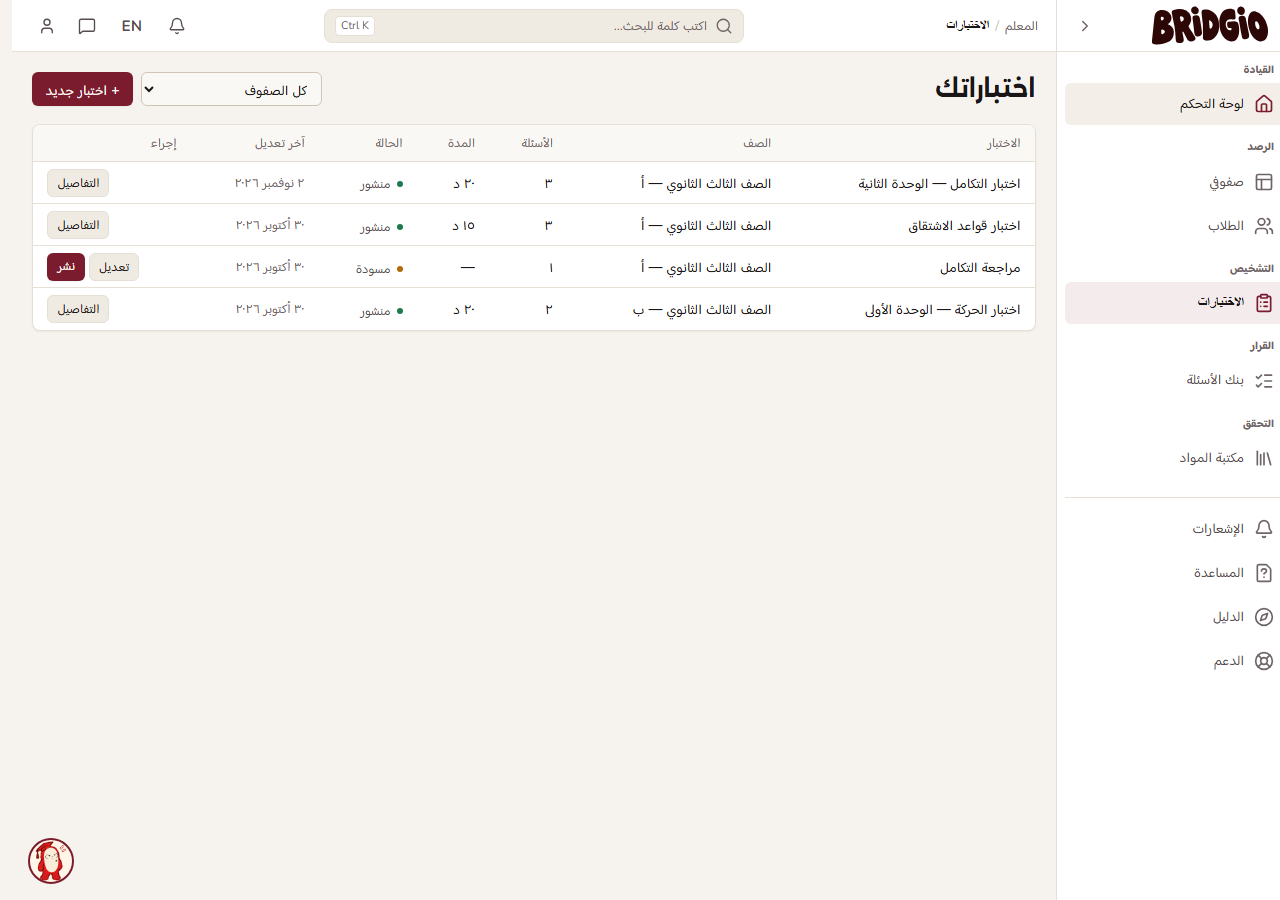 BRiDGiO
المعلم / الاختبارات
اكتب كلمة للبحث...
Ctrl K
EN
القيادة
لوحة التحكم
الرصد
صفوفي
الطلاب
التشخيص
الاختبارات
القرار
بنك الأسئلة
التحقق
مكتبة المواد
الإشعارات
المساعدة
الدليل
الدعم
اختباراتك
كل الصفوف
+ اختبار جديد
الاختبار الصف الأسئلة المدة الحالة آخر تعديل إجراء
اختبار التكامل — الوحدة الثانية الصف الثالث الثانوي — أ ٣ ٢٠ د منشور ٢ نوفمبر ٢٠٢٦ التفاصيل
اختبار قواعد الاشتقاق الصف الثالث الثانوي — أ ٣ ١٥ د منشور ٣٠ أكتوبر ٢٠٢٦ التفاصيل
مراجعة التكامل الصف الثالث الثانوي — أ ١ — مسودة ٣٠ أكتوبر ٢٠٢٦ تعديل نشر
اختبار الحركة — الوحدة الأولى الصف الثالث الثانوي — ب ٢ ٢٠ د منشور ٣٠ أكتوبر ٢٠٢٦ التفاصيل